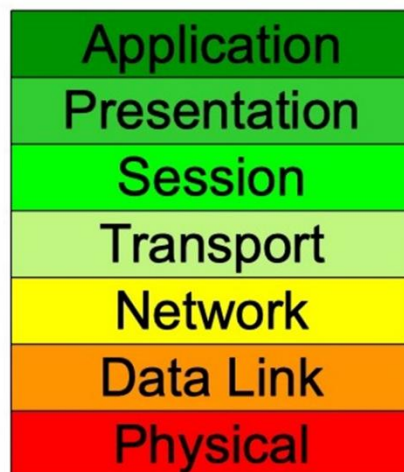 Application
Presentation
Session
Transport
Network
Data Link
Physical